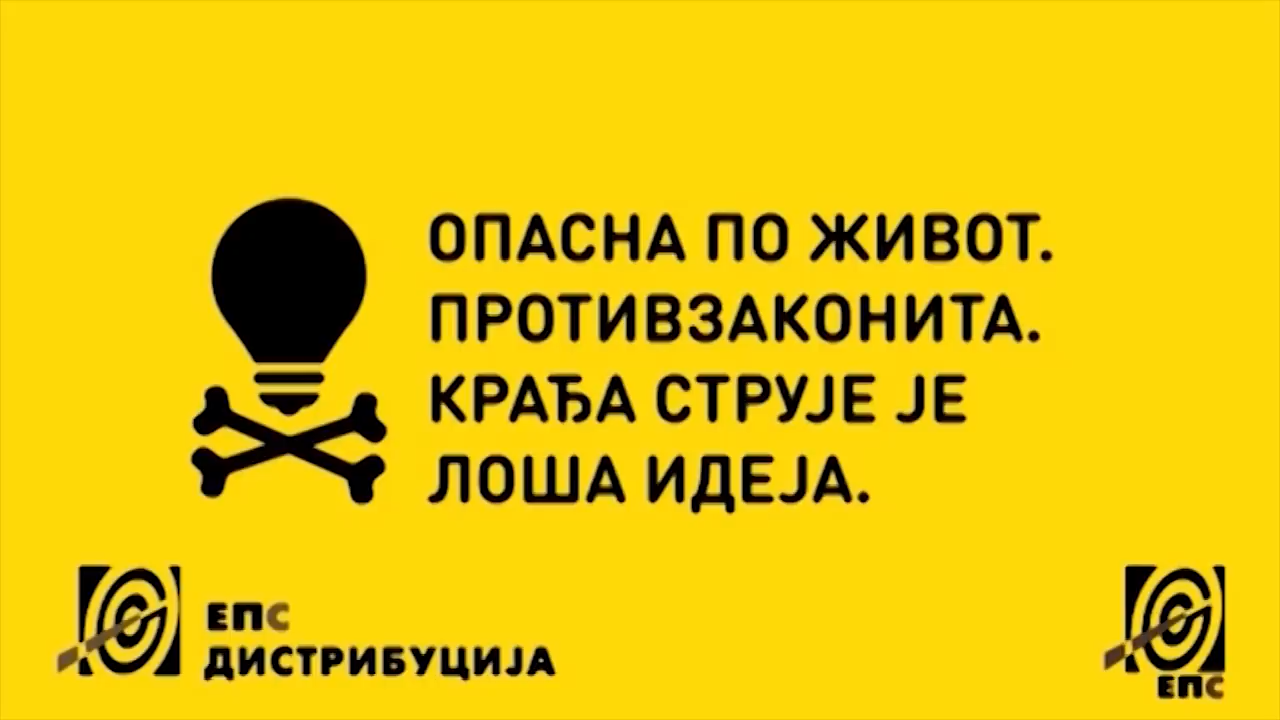 ОПАСНА ПО ЖИВОТ.
ПРОТИВЗАКОНИТА.
КРАЂА СТРУЈЕ ЈЕ
ЛОША ИДЕЈА.
ЕПС
ДИСТРИБУЦИЈА
ЕПС